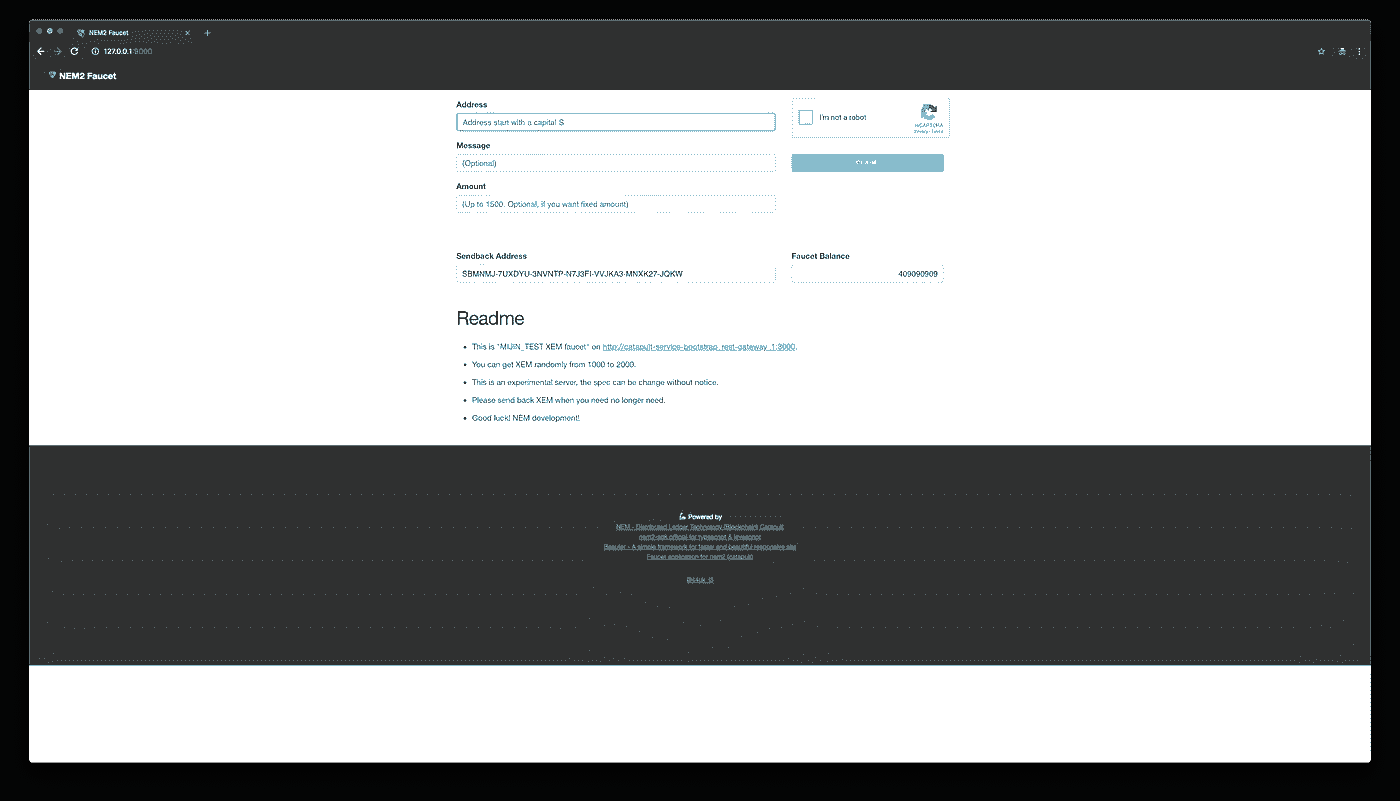 NEM2 Faucet
127.0.0.1:9000
NEM2 Faucet
Address
Address start with a capital S
I'm not a robot
reCAPTCHA
Privacy - Terms
Message
(Optional)
Amount
(Up to 1500. Optional, if you want fixed amount)
Sendback Address
Faucet Balance
SBMNMJ-7UXDYU-3NVNTP-N7J3FI-VVJKA3-MNXK27-JQKW
409090909
Readme
This is "MIJIN_TEST XEM faucet" on http://catapult-service-bootstrap_rest-gateway_1:3000.
You can get XEM randomly from 1000 to 2000.
This is an experimental server, the spec can be change without notice.
Please send back XEM when you need no longer need.
Good luck! NEM development!
Powered by
NEM - Distributed Ledger Technology (Blockchain) Catapult
nem2-sdk official for typescript & javascript
- A simple framework for faster and beautiful responsive site
Faucet application for nem2 (catapult)